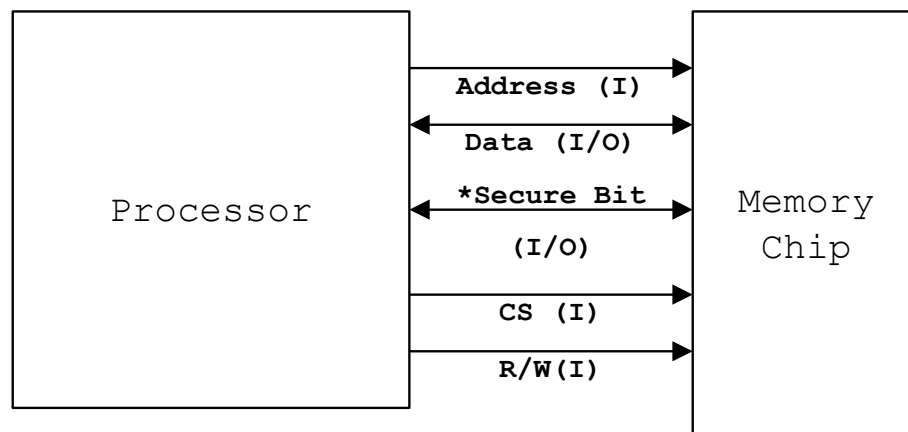 Processor
Address (I)
Data (I/O)
*Secure Bit
(I/O)
CS (I)
R/W(I)
Memory
Chip